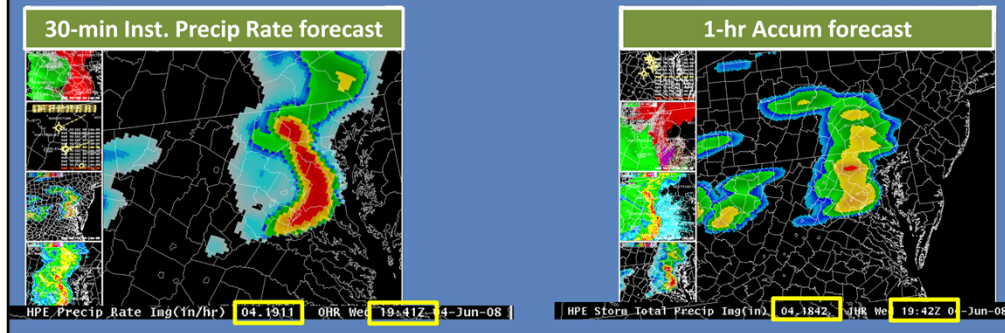 30-min Inst. Precip Rate forecast
1-hr Accum forecast
HPE Precip Rate Img(in/hr) 04.1911 0HR Wed 19:41Z 04-Jun-08
HPE Storm Total Precip Img(in) 04.1842 1HR Wed 19:42Z 04-Jun-08